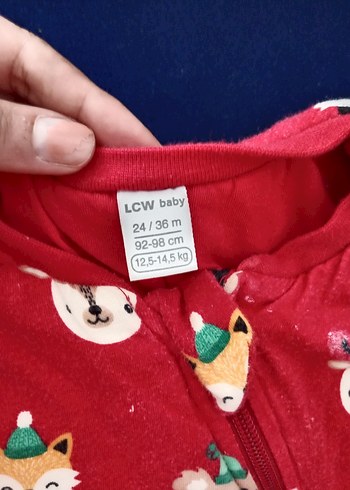 LCW baby
24 / 36 m
92-98 cm
12,5-14,5 kg